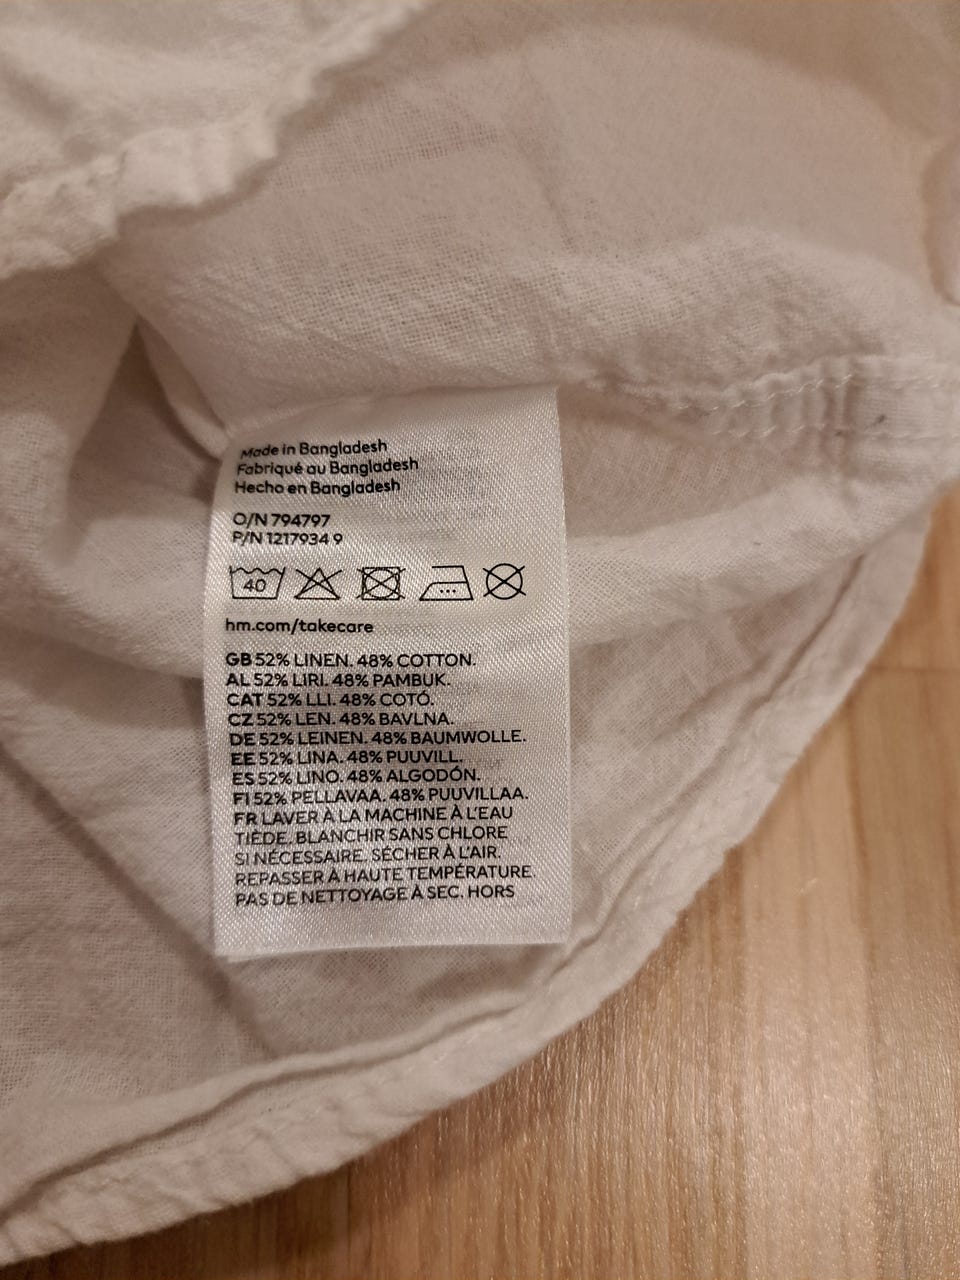 Made in Bangladesh
Fabriqué au Bangladesh
Hecho en Bangladesh
O/N 794797
P/N 1217934 9
40
hm.com/takecare
GB 52% LINEN. 48% COTTON.
AL 52% LIRI. 48% PAMBUK.
CAT 52% LLI. 48% COTÓ.
CZ 52% LEN. 48% BAVLNA.
DE 52% LEINEN. 48% BAUMWOLLE.
EE 52% LINA. 48% PUUVILL.
ES 52% LINO. 48% ALGODÓN.
FI 52% PELLAVAA. 48% PUUVILLAA.
FR LAVER À LA MACHINE À L'EAU
TIÈDE. BLANCHIR SANS CHLORE
SI NÉCESSAIRE. SÉCHER À L'AIR.
REPASSER À HAUTE TEMPÉRATURE.
PAS DE NETTOYAGE À SEC. HORS